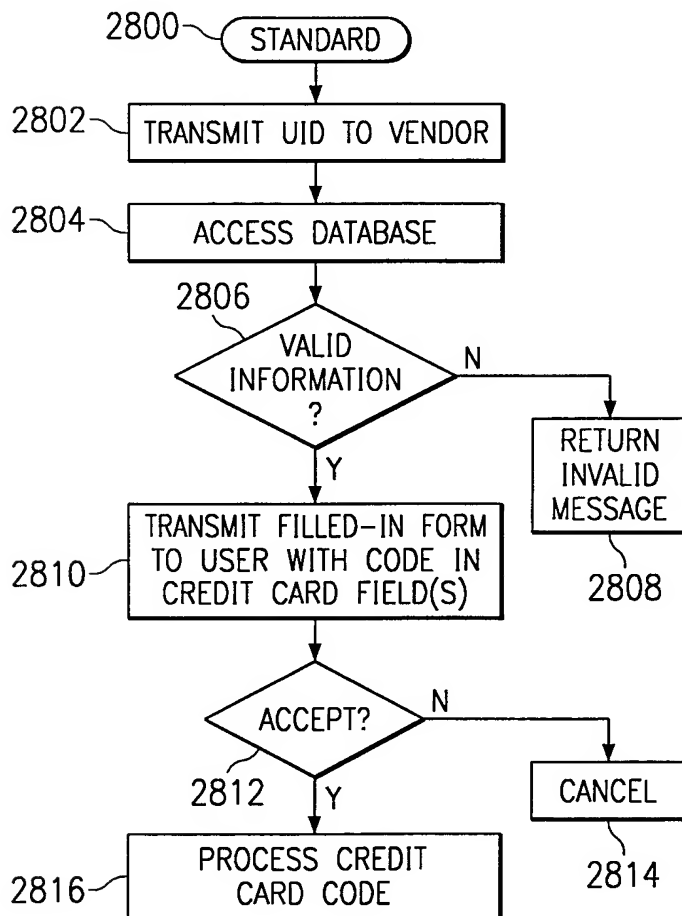 2800
STANDARD
2802
TRANSMIT UID TO VENDOR
2804
ACCESS DATABASE
2806
VALID
INFORMATION
?
N
Y
RETURN
INVALID
MESSAGE
2808
2810
TRANSMIT FILLED-IN FORM
TO USER WITH CODE IN
CREDIT CARD FIELD(S)
ACCEPT?
N
2812
Y
CANCEL
2814
2816
PROCESS CREDIT
CARD CODE